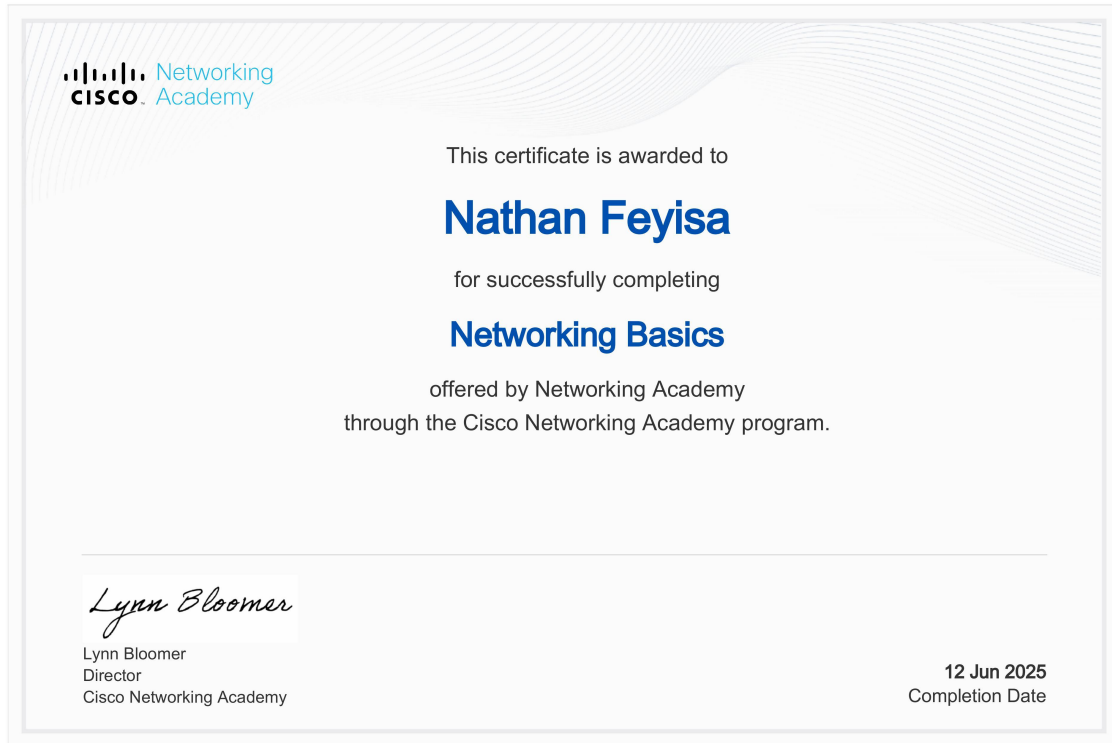 Networking
CISCO™ Academy
This certificate is awarded to
Nathan Feyisa
for successfully completing
Networking Basics
offered by Networking Academy
through the Cisco Networking Academy program.
Lynn Bloomer
Lynn Bloomer
Director
Cisco Networking Academy
12 Jun 2025
Completion Date